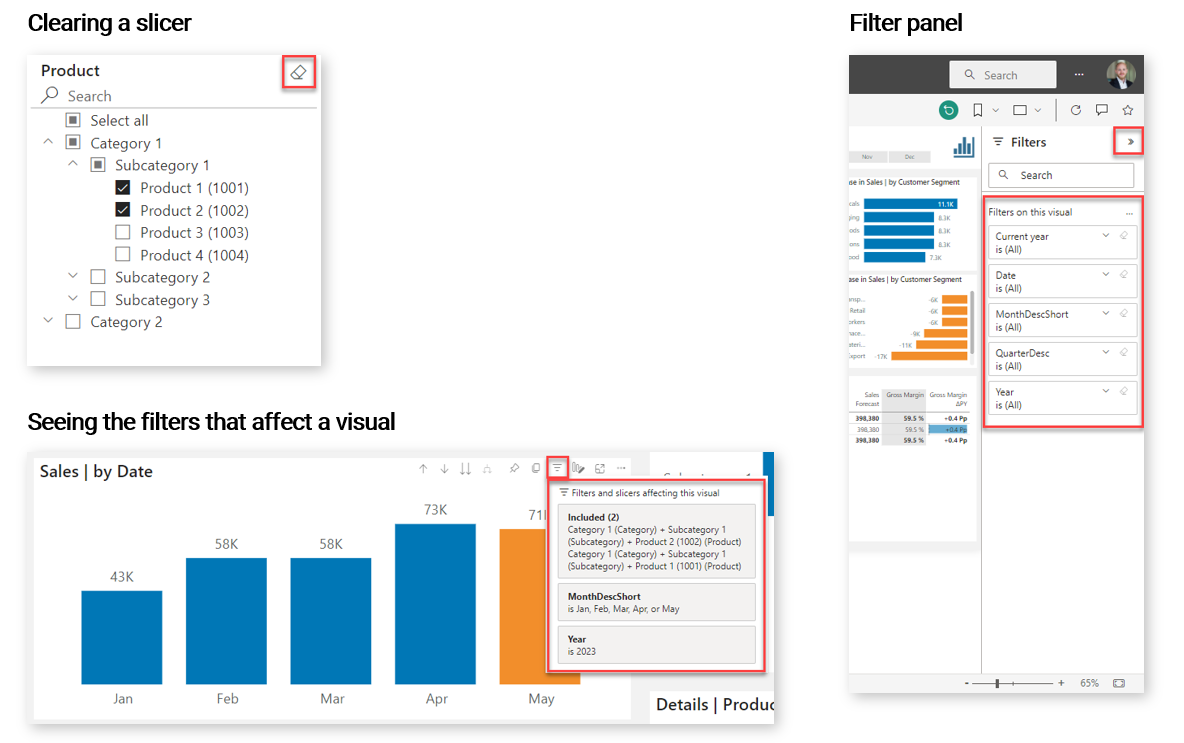 Clearing a slicer
Product
Search
Select all
Category 1
Subcategory 1
Product 1 (1001)
Product 2 (1002)
Product 3 (1003)
Product 4 (1004)
Subcategory 2
Subcategory 3
Category 2
Seeing the filters that affect a visual
Sales | by Date
43K
58K
58K
73K
Jan
Feb
Mar
Apr
May
Filters and slicers affecting this visual
Included (2)
Category 1 (Category) + Subcategory 1
(Subcategory) + Product 2 (1002) (Product)
Category 1 (Category) + Subcategory 1
(Subcategory) + Product 1 (1001) (Product)
MonthDescShort
is Jan, Feb, Mar, Apr, or May
Year
is 2023
Details | Produc
Filter panel
Search
Nov Dec
ase in Sales | by Customer Segment
11.1K
8.3K
8.3K
8.3K
7.3K
ase in Sales | by Customer Segment
-6K
Retail -6K
-6K
-9K
-11K
-17K
Sales Gross Margin Gross Margin
Forecast ΔPY
398,380 59.5 % +0.4 Pp
398,380 59.5 % +0.4 Pp
398,380 59.5 % +0.4 Pp
Filters
Search
Filters on this visual
Current year
is (All)
Date
is (All)
MonthDescShort
is (All)
QuarterDesc
is (All)
Year
is (All)
65%